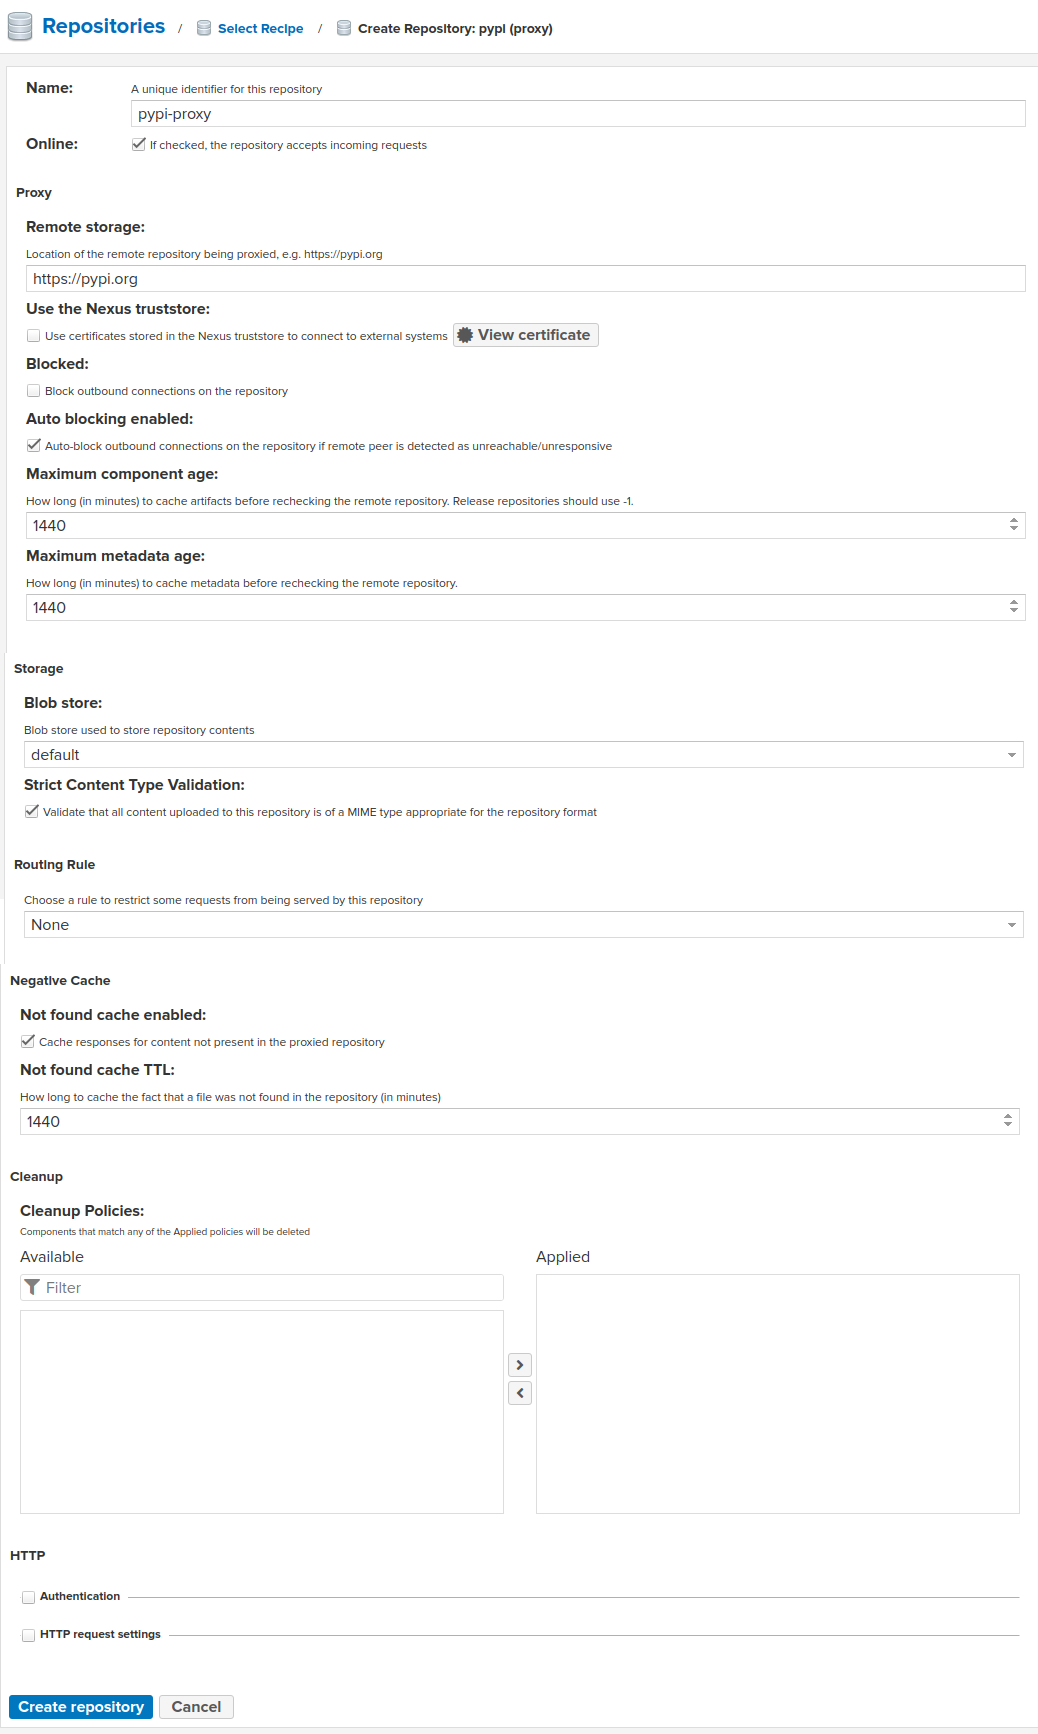 Repositories / Select Recipe / Create Repository: pypi (proxy)
Name: A unique identifier for this repository
pypi-proxy
Online: If checked, the repository accepts incoming requests
Proxy
Remote storage:
Location of the remote repository being proxied, e.g. https://pypi.org
https://pypi.org
Use the Nexus truststore:
Use certificates stored in the Nexus truststore to connect to external systems View certificate
Blocked:
Block outbound connections on the repository
Auto blocking enabled:
Auto-block outbound connections on the repository if remote peer is detected as unreachable/unresponsive
Maximum component age:
How long (in minutes) to cache artifacts before rechecking the remote repository. Release repositories should use -1.
1440
Maximum metadata age:
How long (in minutes) to cache metadata before rechecking the remote repository.
1440
Storage
Blob store:
Blob store used to store repository contents
default
Strict Content Type Validation:
Validate that all content uploaded to this repository is of a MIME type appropriate for the repository format
Routing Rule
Choose a rule to restrict some requests from being served by this repository
None
Negative Cache
Not found cache enabled:
Cache responses for content not present in the proxied repository
Not found cache TTL:
How long to cache the fact that a file was not found in the repository (in minutes)
1440
Cleanup
Cleanup Policies:
Components that match any of the Applied policies will be deleted
Available Applied
Filter
HTTP
Authentication
HTTP request settings
Create repository Cancel